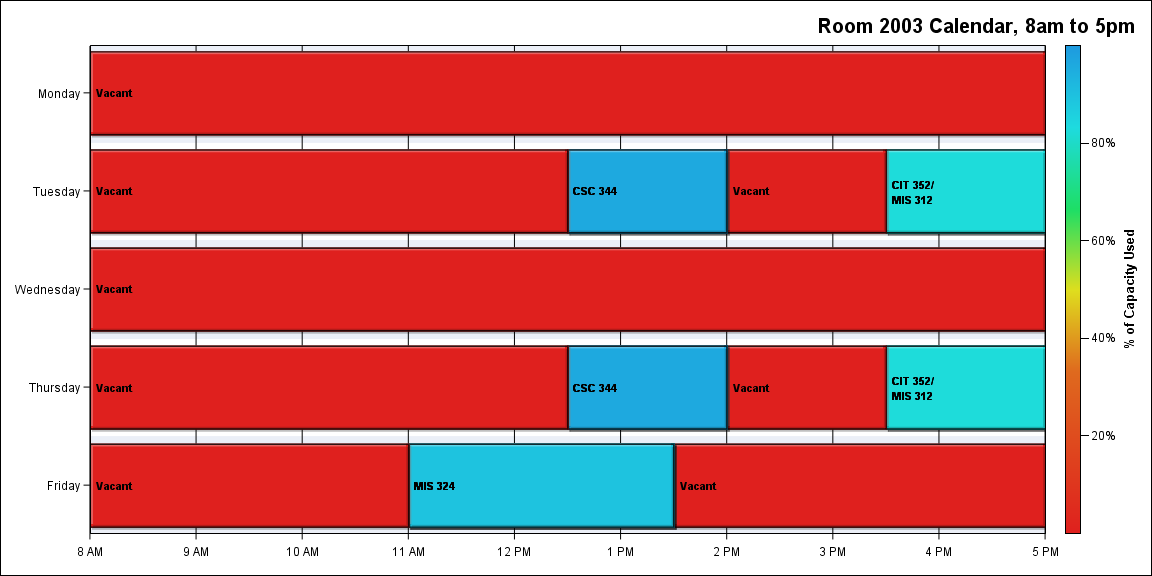 Room 2003 Calendar, 8am to 5pm
Monday
Vacant
Tuesday
Vacant
CSC 344
Vacant
CIT 352/
MIS 312
Wednesday
Vacant
Thursday
Vacant
CSC 344
Vacant
CIT 352/
MIS 312
Friday
Vacant
MIS 324
Vacant
8 AM
9 AM
10 AM
11 AM
12 PM
1 PM
2 PM
3 PM
4 PM
5 PM
80%
60%
40%
20%
% of Capacity Used